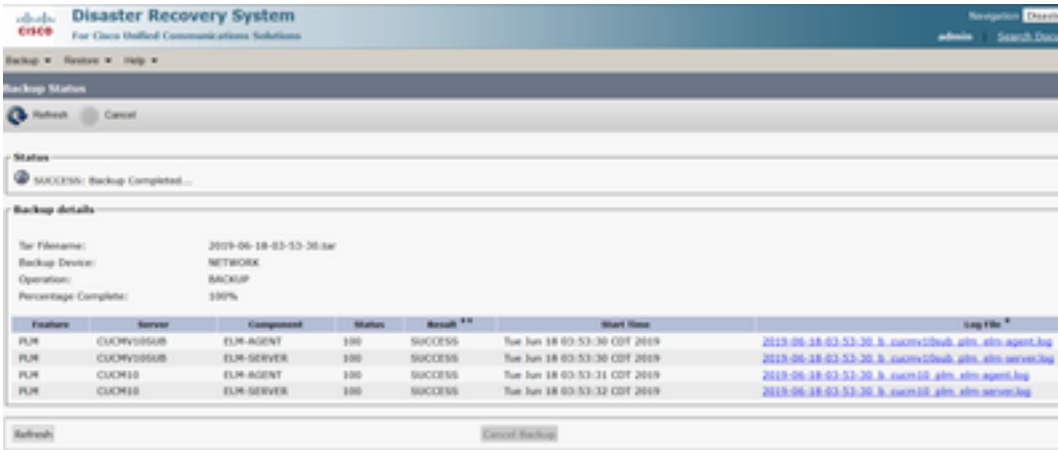 CISCO
Disaster Recovery System
For Cisco Unified Communications Solutions
Navigation
admin
Search
Backup Restore Help
Backup Status
Refresh Cancel
Status
SUCCESS: Backup Completed...
Backup details
Tar Filename: 2019-06-18-03-53-30.tar
Backup Device: NETWORK
Operation: BACKUP
Percentage Complete: 100%
Feature Server Component Status Result ** Start Time Log File *
PLM CUCMV10SUB ELM-AGENT 100 SUCCESS Tue Jun 18 03:53:30 CDT 2019 2019-06-18-03-53-30_b_cucmv10sub_plm_elm-agent.log
PLM CUCMV10SUB ELM-SERVER 100 SUCCESS Tue Jun 18 03:53:30 CDT 2019 2019-06-18-03-53-30_b_cucmv10sub_plm_elm-server.log
PLM CUCM10 ELM-AGENT 100 SUCCESS Tue Jun 18 03:53:31 CDT 2019 2019-06-18-03-53-30_b_cucm10_plm_elm-agent.log
PLM CUCM10 ELM-SERVER 100 SUCCESS Tue Jun 18 03:53:32 CDT 2019 2019-06-18-03-53-30_b_cucm10_plm_elm-server.log
Refresh Cancel Backup